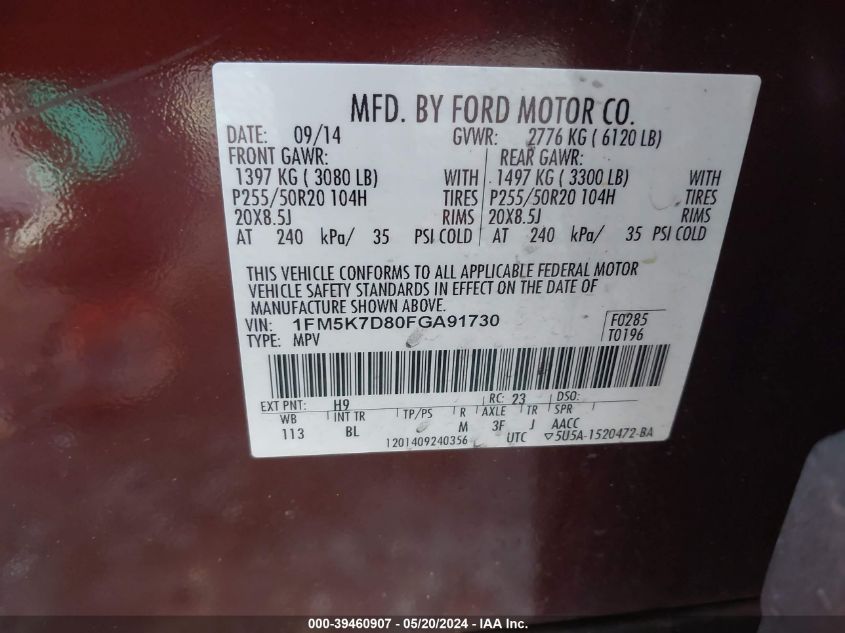 MFD. BY FORD MOTOR CO.
DATE: 09/14 GVWR: 2776 KG ( 6120 LB)
FRONT GAWR: REAR GAWR:
1397 KG ( 3080 LB) WITH 1497 KG ( 3300 LB) WITH
P255/50R20 104H TIRES P255/50R20 104H TIRES
20X8.5J RIMS 20X8.5J RIMS
AT 240 kPa/ 35 PSI COLD AT 240 kPa/ 35 PSI COLD
THIS VEHICLE CONFORMS TO ALL APPLICABLE FEDERAL MOTOR
VEHICLE SAFETY STANDARDS IN EFFECT ON THE DATE OF
MANUFACTURE SHOWN ABOVE.
VIN: 1FM5K7D80FGA91730 F0285
TYPE: MPV T0196
EXT PNT: H9 RC: 23 DSO:
WB INT TR TP/PS R AXLE TR SPR
113 BL M 3F J AACC
1201409240356 UTC ▽5U5A-1520472-BA
000-39460907 - 05/20/2024 - IAA Inc.